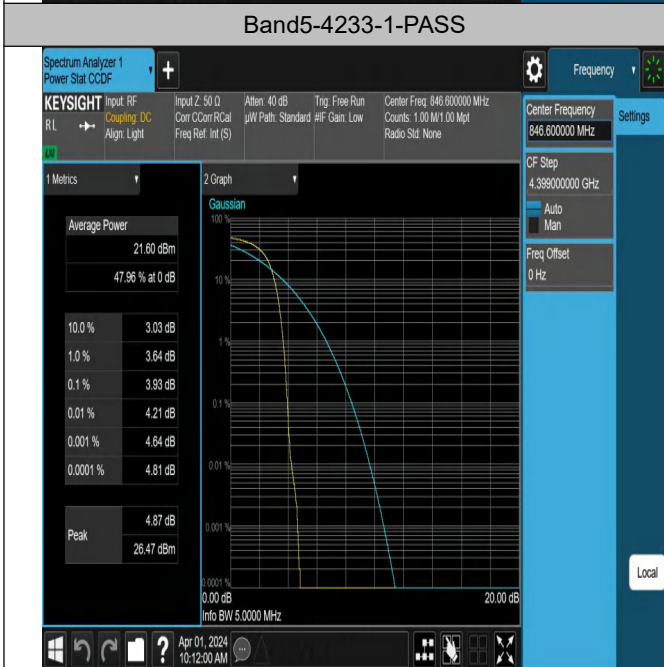 Band5-4233-1-PASS
Spectrum Analyzer 1
Power Stat CCDF
+
Frequency
KEYSIGHT
RL
LXI
Input: RF
Coupling: DC
Align: Light
Input Z: 50 Ω
Corr CCorr RCal
Freq Ref: Int (S)
Atten: 40 dB
µW Path: Standard
Trig: Free Run
#IF Gain: Low
Center Freq: 846.600000 MHz
Counts: 1.00 M/1.00 Mpt
Radio Std: None
Center Frequency
846.600000 MHz
Settings
CF Step
4.399000000 GHz
Auto
Man
Freq Offset
0 Hz
1 Metrics
Average Power
21.60 dBm
47.96 % at 0 dB
10.0 % 3.03 dB
1.0 % 3.64 dB
0.1 % 3.93 dB
0.01 % 4.21 dB
0.001 % 4.64 dB
0.0001 % 4.81 dB
Peak
4.87 dB
26.47 dBm
2 Graph
Gaussian
100 %
10 %
1 %
0.1 %
0.01 %
0.001 %
0.0001 %
0.00 dB
20.00 dB
Info BW 5.0000 MHz
Local
?
Apr 01, 2024
10:12:00 AM